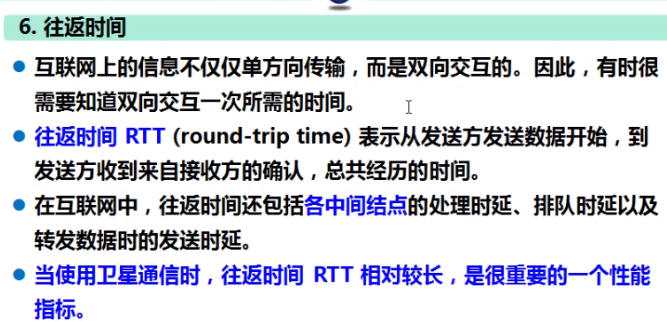 6. 往返时间
● 互联网上的信息不仅仅单方向传输，而是双向交互的。因此，有时很
需要知道双向交互一次所需的时间。
● 往返时间 RTT (round-trip time) 表示从发送方发送数据开始，到
发送方收到来自接收方的确认，总共经历的时间。
● 在互联网中，往返时间还包括各中间结点的处理时延、排队时延以及
转发数据时的发送时延。
● 当使用卫星通信时，往返时间 RTT 相对较长，是很重要的一个性能
指标。